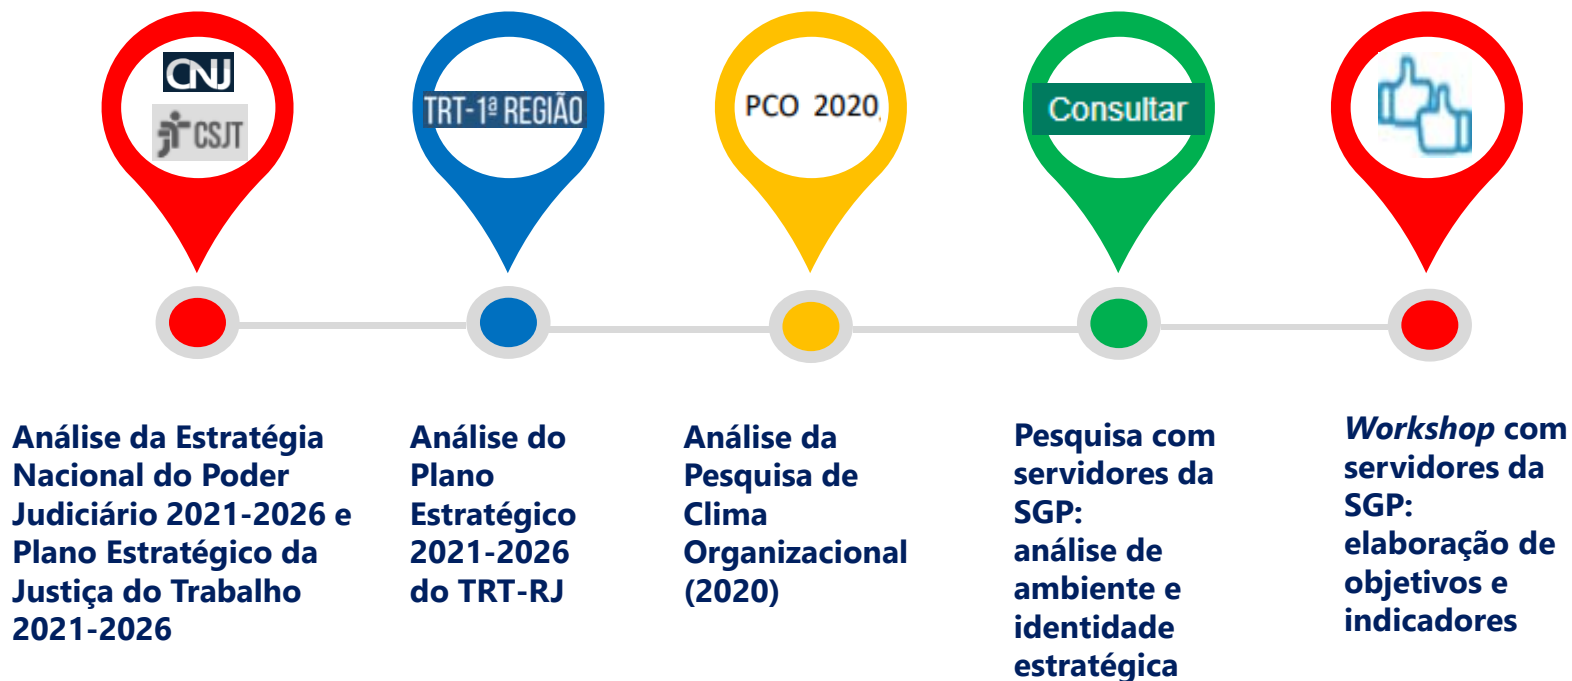 CNJ
CSJT
TRT-1ª REGIÃO
PCO 2020
Consultar
Análise da Estratégia
Nacional do Poder
Judiciário 2021-2026 e
Plano Estratégico da
Justiça do Trabalho
2021-2026
Análise do
Plano
Estratégico
2021-2026
do TRT-RJ
Análise da
Pesquisa de
Clima
Organizacional
(2020)
Pesquisa com
servidores da
SGP:
análise de
ambiente e
identidade
estratégica
Workshop com
servidores da
SGP:
elaboração de
objetivos e
indicadores